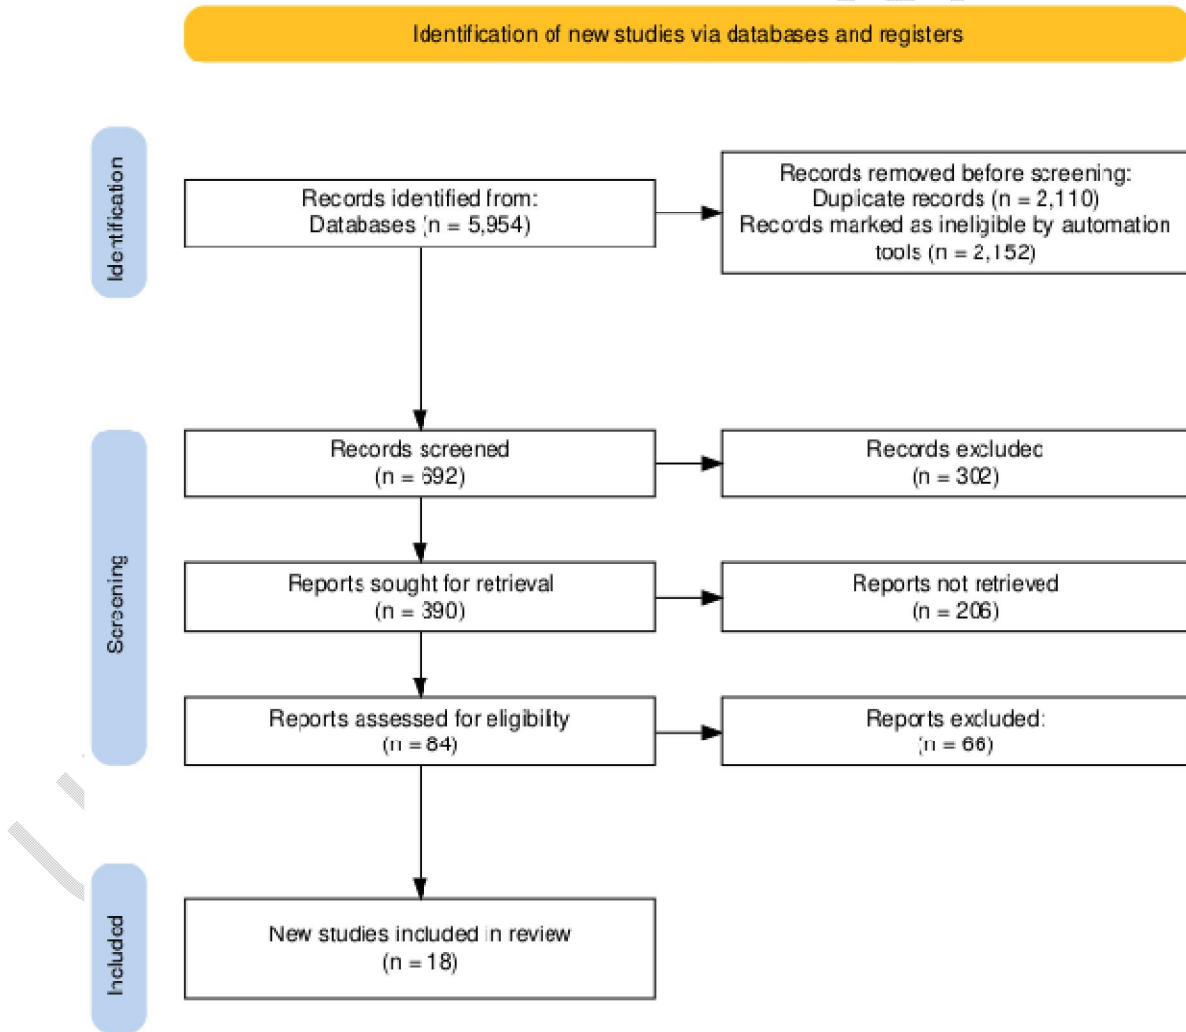 Identification of new studies via databases and registers
Identification
Records identified from:
Databases (n = 5,954)
Records removed before screening:
Duplicate records (n = 2,110)
Records marked as ineligible by automation
tools (n = 2,152)
Screening
Records screened
(n = 692)
Records excluded
(n = 302)
Reports sought for retrieval
(n = 390)
Reports not retrieved
(n = 206)
Reports assessed for eligibility
(n = 84)
Reports excluded:
(n = 66)
Included
New studies included in review
(n = 18)